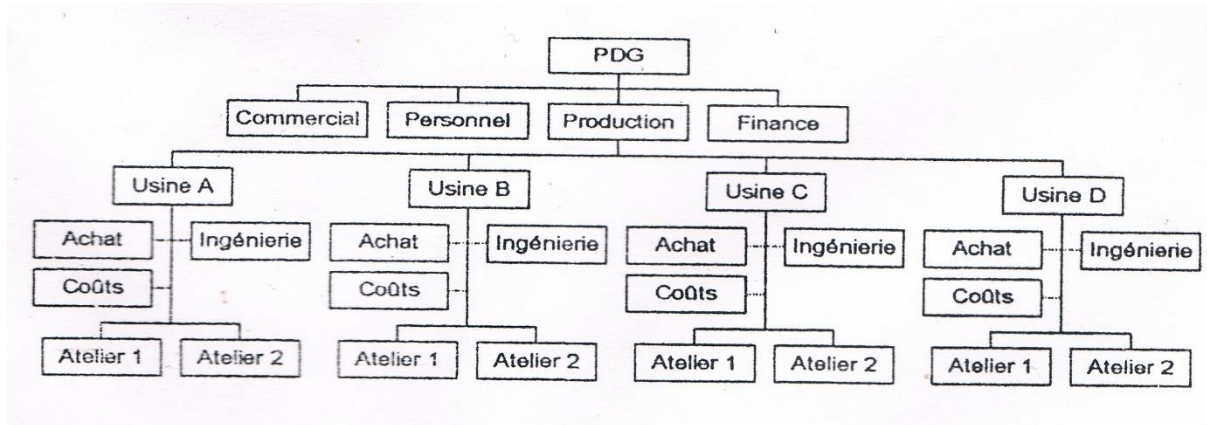 PDG
Commercial Personnel Production Finance
Usine A Usine B Usine C Usine D
Achat Ingénierie Achat Ingénierie Achat Ingénierie Achat Ingénierie
Coûts Coûts Coûts Coûts
Atelier 1 Atelier 2 Atelier 1 Atelier 2 Atelier 1 Atelier 2 Atelier 1 Atelier 2